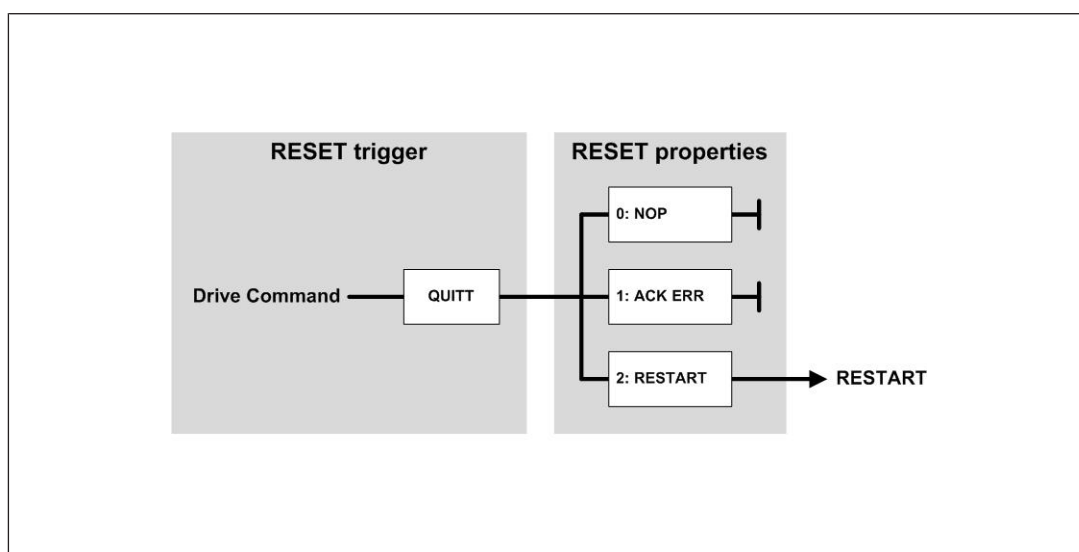 RESET trigger
RESET properties
0: NOP
Drive Command
QUITT
1: ACK ERR
2: RESTART
RESTART